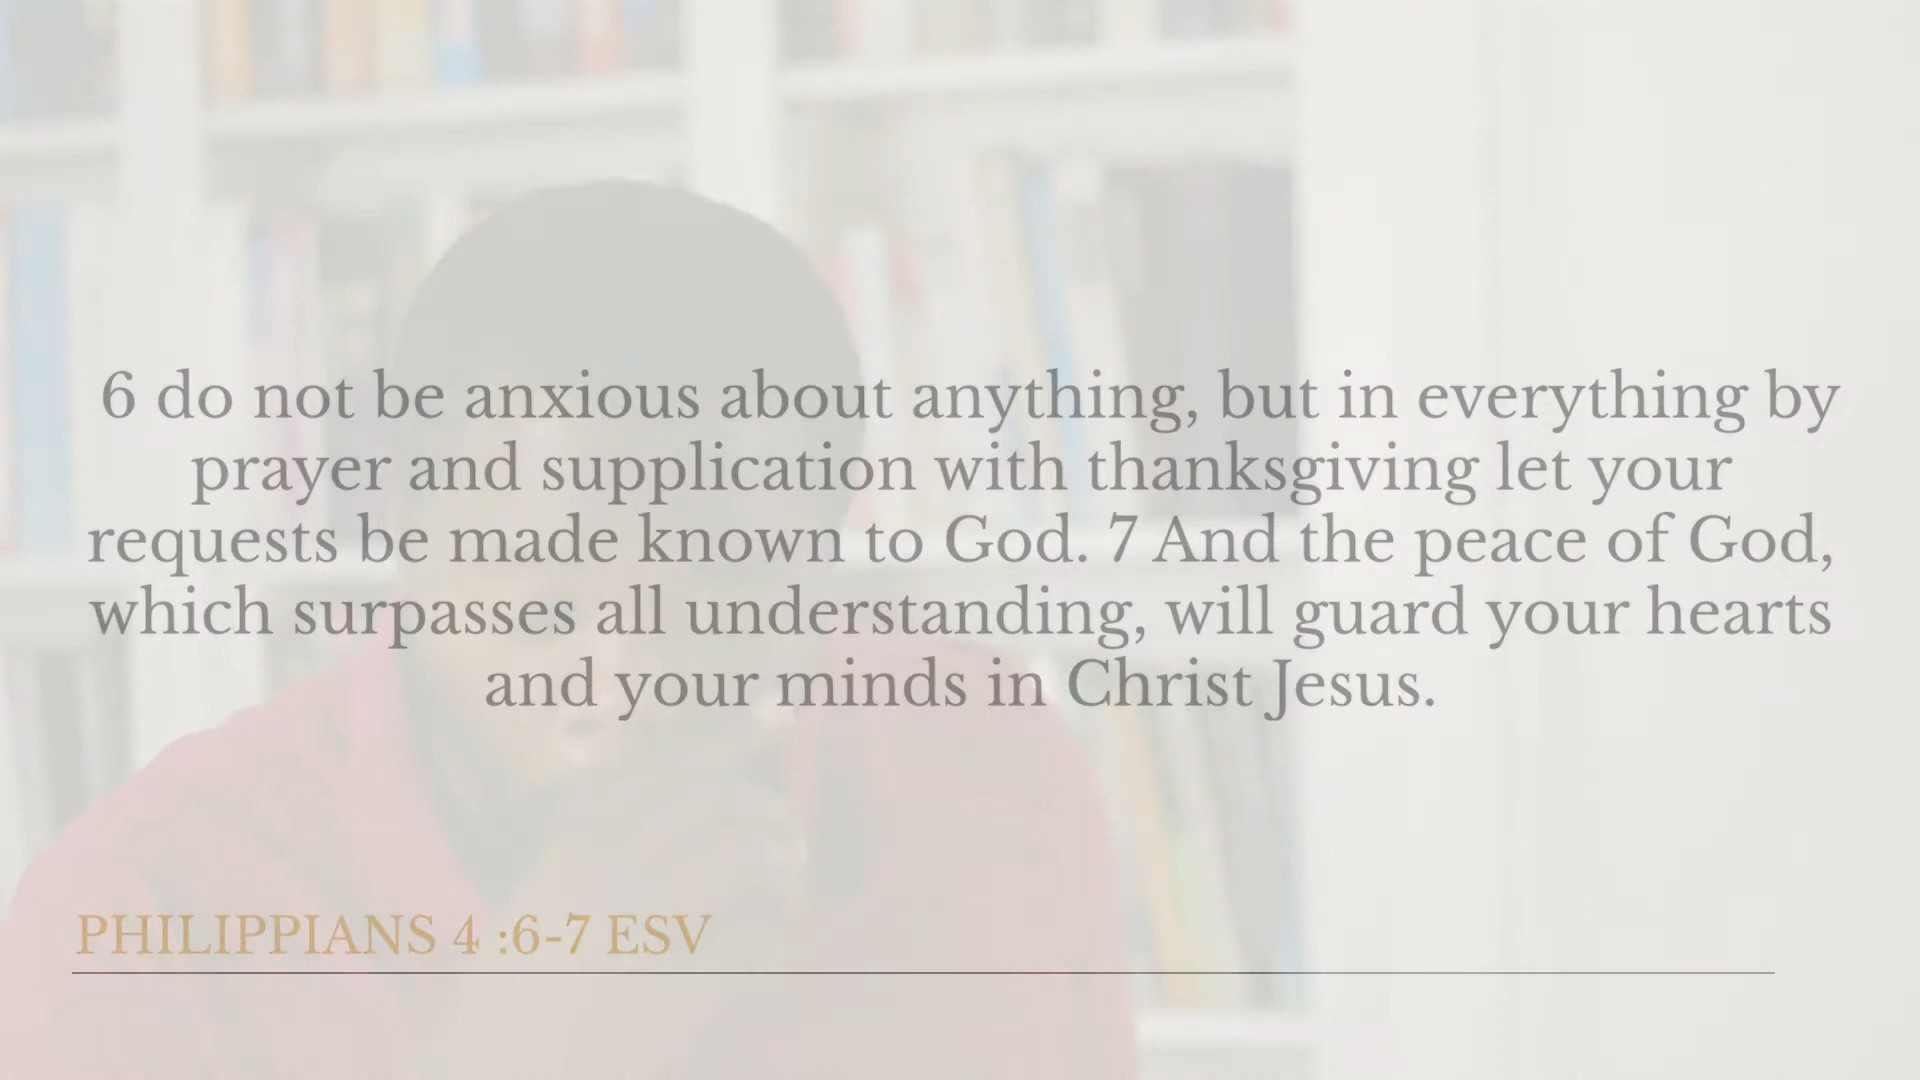 6 do not be anxious about anything, but in everything by
prayer and supplication with thanksgiving let your
requests be made known to God. 7 And the peace of God,
which surpasses all understanding, will guard your hearts
and your minds in Christ Jesus.
PHILIPPIANS 4 :6-7 ESV